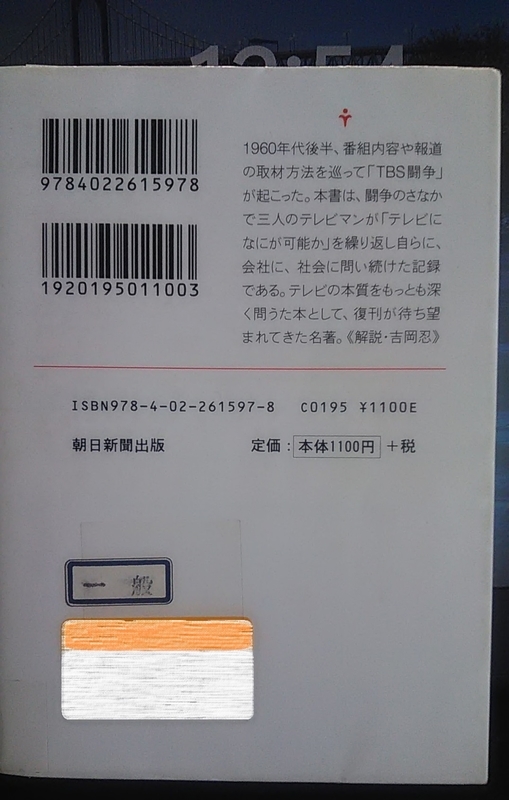 12:54
9784022615978
1920195011003
1960年代後半、番組内容や報道
の取材方法を巡って「TBS闘争」
が起こった。本書は、闘争のさなか
で三人のテレビマンが「テレビに
なにが可能か」を繰り返し自らに、
会社に、社会に問い続けた記録
である。テレビの本質をもっとも深
く問うた本として、復刊が待ち望
まれてきた名著。《解説・吉岡忍》
ISBN978-4-02-261597-8 C0195 ¥1100E
朝日新聞出版 定価:本体1100円+税
一般